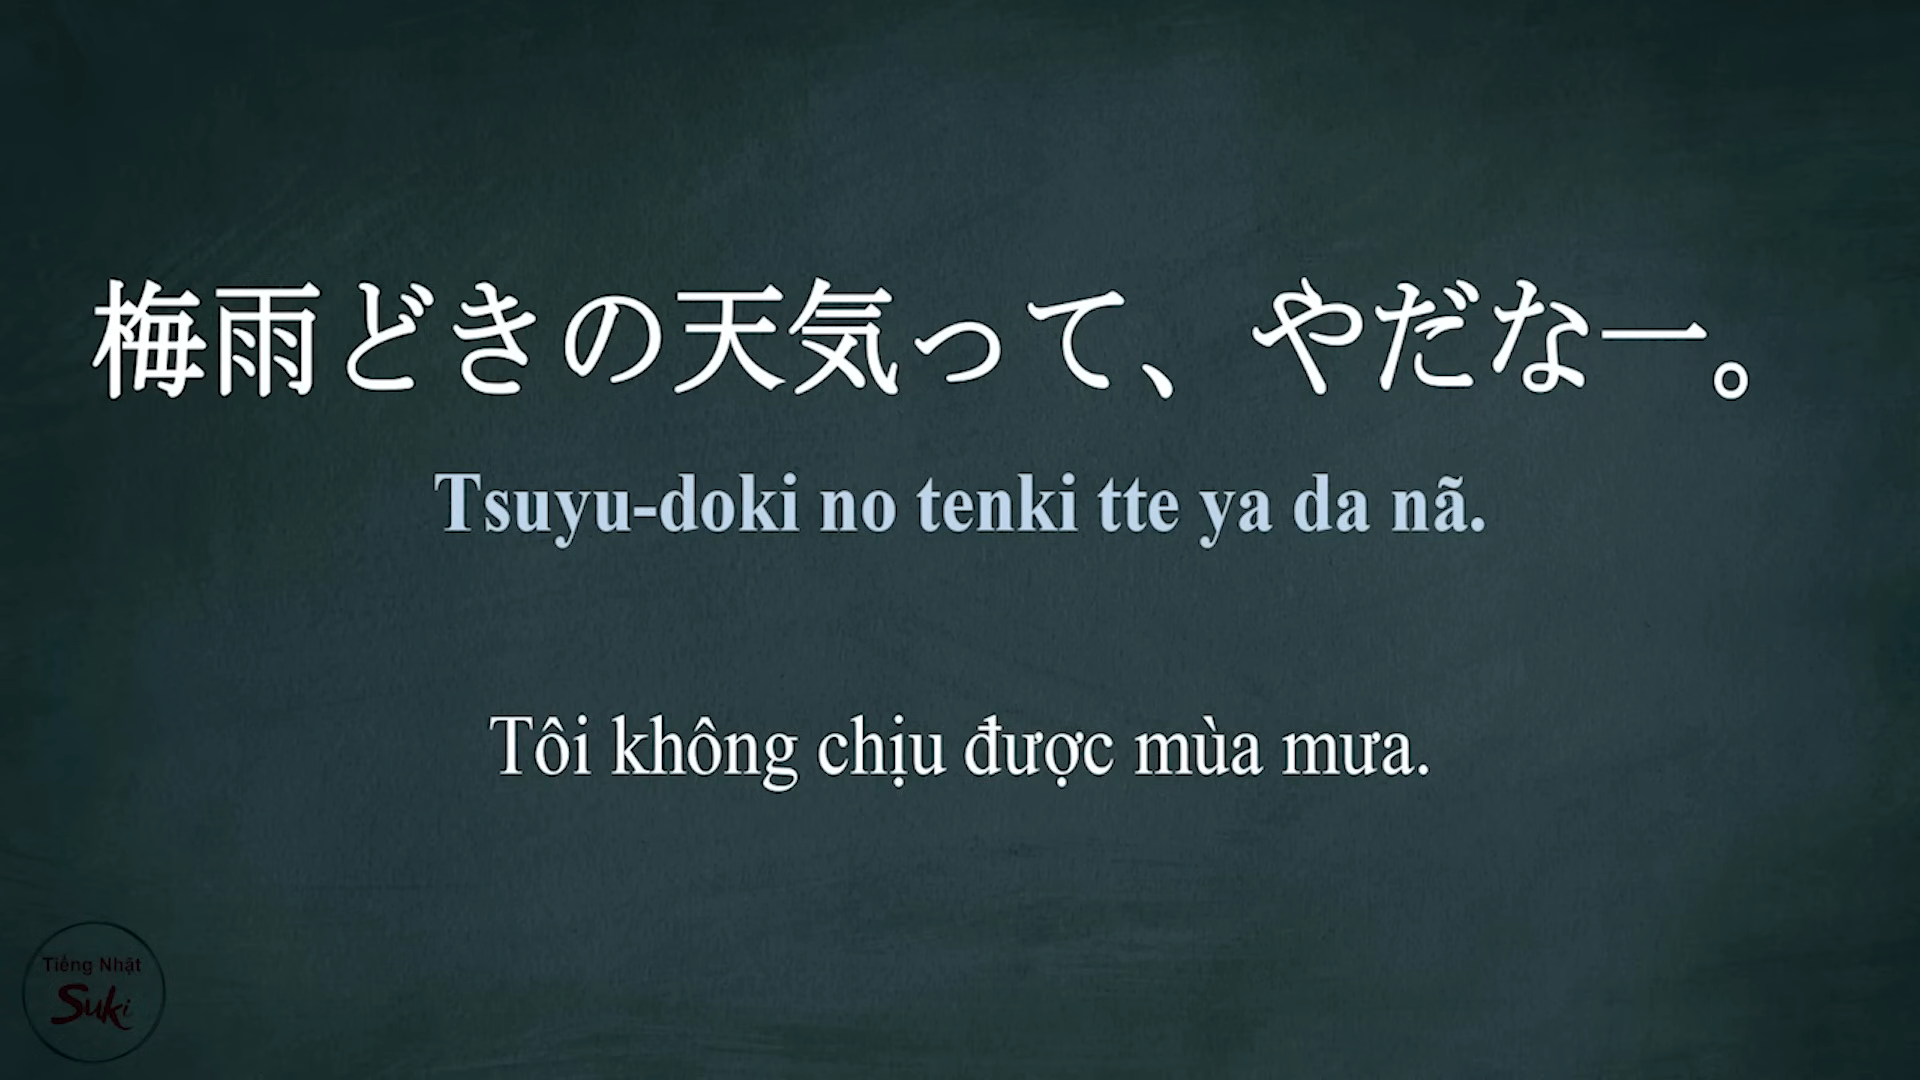 梅雨どきの天気って、やだなー。
Tsuyu-doki no tenki tte ya da nã.
Tôi không chịu được mùa mưa.
Tiếng Nhật
Suki